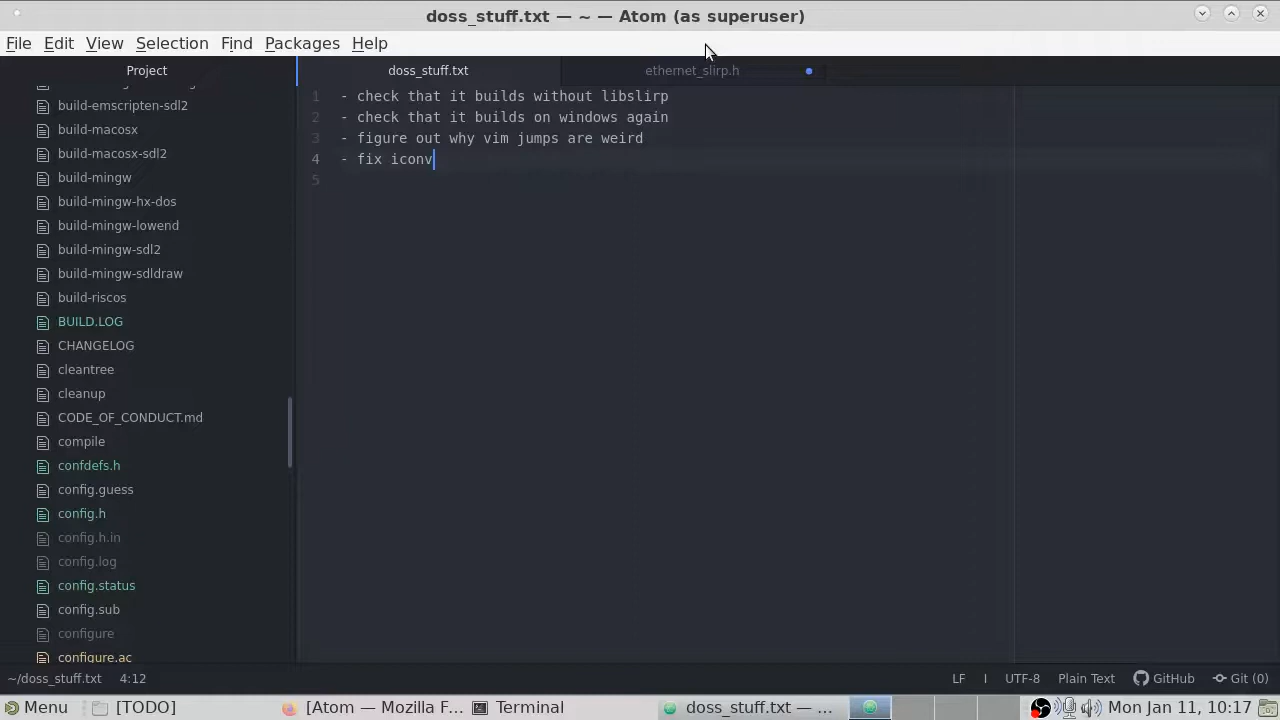 doss_stuff.txt — ~ — Atom (as superuser)
File Edit View Selection Find Packages Help
Project
doss_stuff.txt
ethernet_slirp.h
build-emscripten-sdl2
build-macosx
build-macosx-sdl2
build-mingw
build-mingw-hx-dos
build-mingw-lowend
build-mingw-sdl2
build-mingw-sdldraw
build-riscos
BUILD.LOG
CHANGELOG
cleantree
cleanup
CODE_OF_CONDUCT.md
compile
confdefs.h
config.guess
config.h
config.h.in
config.log
config.status
config.sub
configure
configure.ac
1 - check that it builds without libslirp
2 - check that it builds on windows again
3 - figure out why vim jumps are weird
4 - fix iconv
5
~/doss_stuff.txt 4:12 LF I UTF-8 Plain Text GitHub Git (0)
Menu [TODO] [Atom — Mozilla F... Terminal doss_stuff.txt — ... Mon Jan 11, 10:17